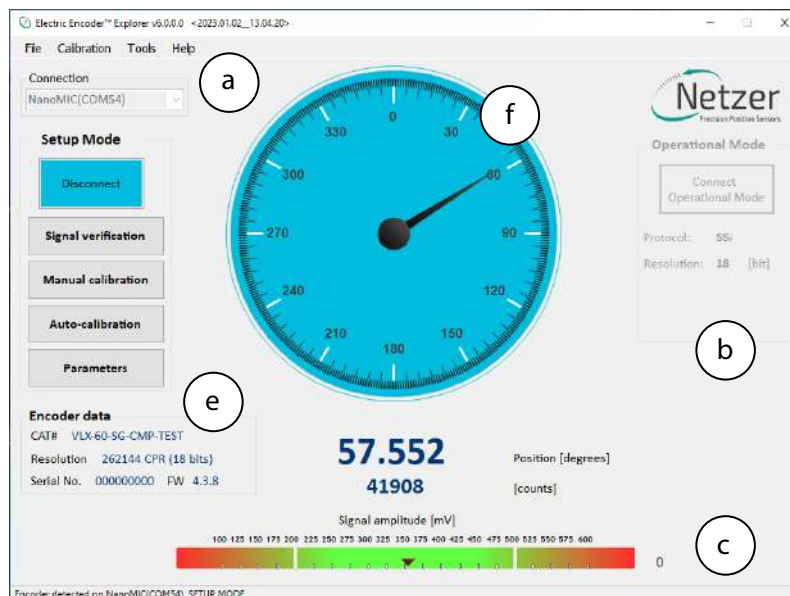 Electric Encoder™ Explorer v6.0.0.0 <2023.01.02__13.04.20>
File Calibration Tools Help
Connection
NanoMIC(COM54)
a
Setup Mode
Disconnect
Signal verification
Manual calibration
Auto-calibration
Parameters
e
Encoder data
CAT# VLX-60-SG-CMP-TEST
Resolution 262144 CPR (18 bits)
Serial No. 000000000 FW 4.3.8
f
0
30
60
90
120
150
180
210
240
270
300
330
57.552 Position [degrees]
41908 [counts]
Signal amplitude [mV]
100 125 150 175 200 225 250 275 300 325 350 375 400 425 450 475 500 525 550 575 600
0
c
Netzer
Precision Position Sensors
Operational Mode
Connect
Operational Mode
Protocol: SSi
Resolution: 18 [bit]
b
Encoder detected on NanoMIC(COM54) SETUP MODE